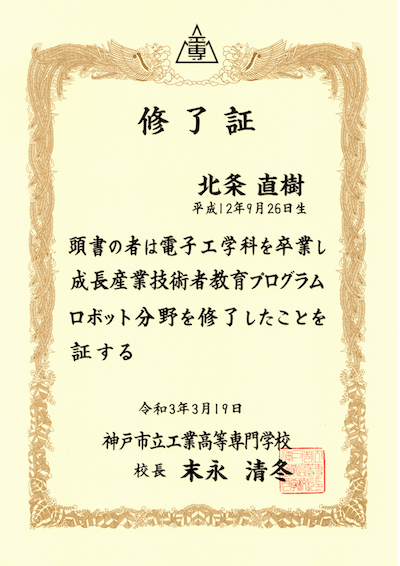 修了証
北条 直樹
平成12年9月26日生
頭書の者は電子工学科を卒業し
成長産業技術者教育プログラム
ロボット分野を修了したことを
証する
令和3年3月19日
神戸市立工業高等専門学校
校長 末永 清冬